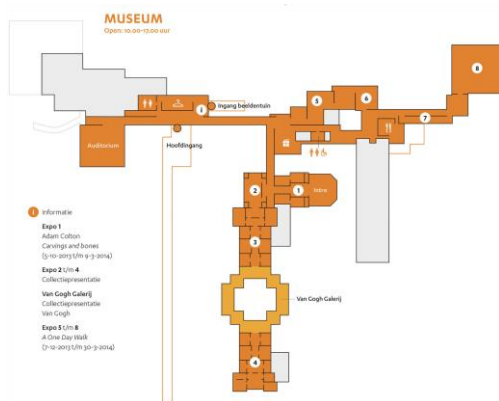 MUSEUM
Open: 10.00-17.00 uur
8
6
5
7
i
Ingang beeldentuin
Auditorium
Hoofdingang
2
1
Intro
3
Van Gogh Galerij
4
i Informatie
Expo 1
Adam Colton
Carvings and bones
(5-10-2013 t/m 9-3-2014)
Expo 2 t/m 4
Collectiepresentatie
Van Gogh Galerij
Collectiepresentatie
Van Gogh
Expo 5 t/m 8
A One Day Walk
(7-12-2013 t/m 30-3-2014)